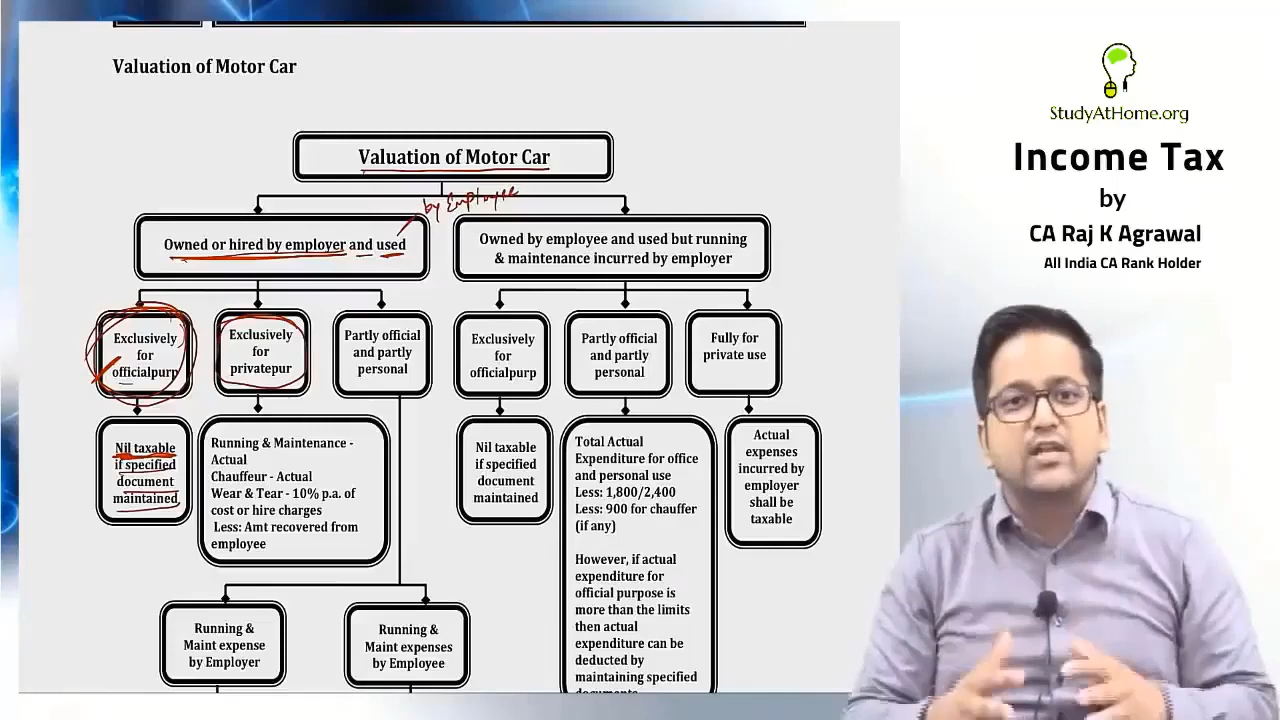 Valuation of Motor Car
Valuation of Motor Car
by Employee
Owned or hired by employer and used
Owned by employee and used but running
& maintenance incurred by employer
Exclusively
for
officialpurp
Exclusively
for
privatepur
Partly official
and partly
personal
Exclusively
for
officialpurp
Partly official
and partly
personal
Fully for
private use
Nil taxable
if specified
document
maintained
Running & Maintenance -
Actual
Chauffeur - Actual
Wear & Tear - 10% p.a. of
cost or hire charges
Less: Amt recovered from
employee
Nil taxable
if specified
document
maintained
Total Actual
Expenditure for office
and personal use
Less: 1,800/2,400
Less: 900 for chauffer
(if any)
However, if actual
expenditure for
official purpose is
more than the limits
then actual
expenditure can be
deducted by
maintaining specified
documents
Actual
expenses
incurred by
employer
shall be
taxable
Running &
Maint expense
by Employer
Running &
Maint expenses
by Employee
StudyAtHome.org
Income Tax
by
CA Raj K Agrawal
All India CA Rank Holder